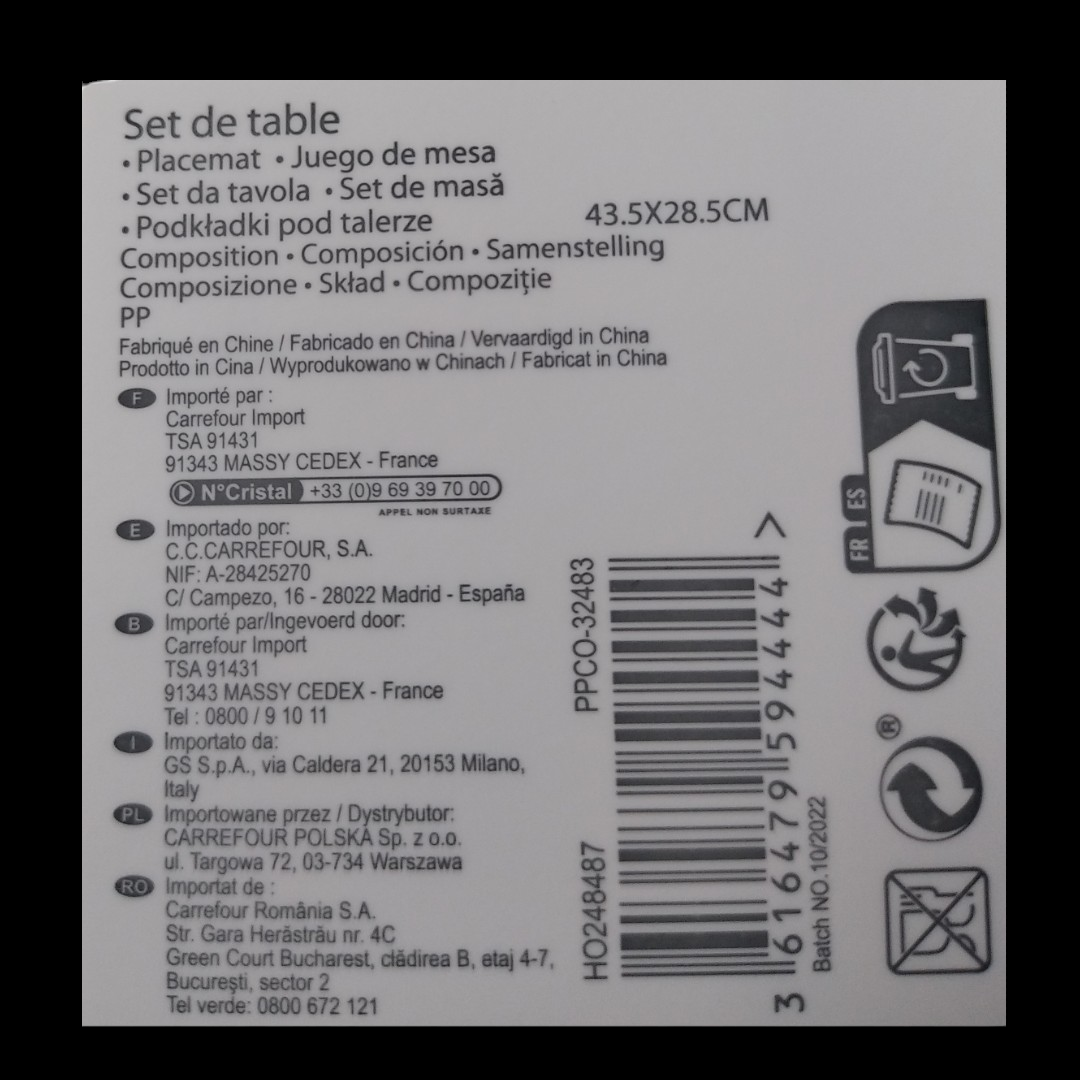 Set de table
• Placemat • Juego de mesa
• Set da tavola • Set de masă
• Podkładki pod talerze
43.5X28.5CM
Composition • Composición • Samenstelling
Composizione • Skład • Compoziție
PP
Fabriqué en Chine / Fabricado en China / Vervaardigd in China
Prodotto in Cina / Wyprodukowano w Chinach / Fabricat in China
F Importé par :
Carrefour Import
TSA 91431
91343 MASSY CEDEX - France
N°Cristal +33 (0)9 69 39 70 00
APPEL NON SURTAXE
E Importado por:
C.C.CARREFOUR, S.A.
NIF: A-28425270
C/ Campezo, 16 - 28022 Madrid - España
B Importé par/Ingevoerd door:
Carrefour Import
TSA 91431
91343 MASSY CEDEX - France
Tel : 0800 / 9 10 11
I Importato da:
GS S.p.A., via Caldera 21, 20153 Milano,
Italy
PL Importowane przez / Dystrybutor:
CARREFOUR POLSKA Sp. z o.o.
ul. Targowa 72, 03-734 Warszawa
RO Importat de :
Carrefour România S.A.
Str. Gara Herăstrău nr. 4C
Green Court Bucharest, clădirea B, etaj 4-7,
Bucureşti, sector 2
Tel verde: 0800 672 121
HO248487
PPCO-32483
3 616479 594444 >
Batch NO.10/2022
FR ES
®